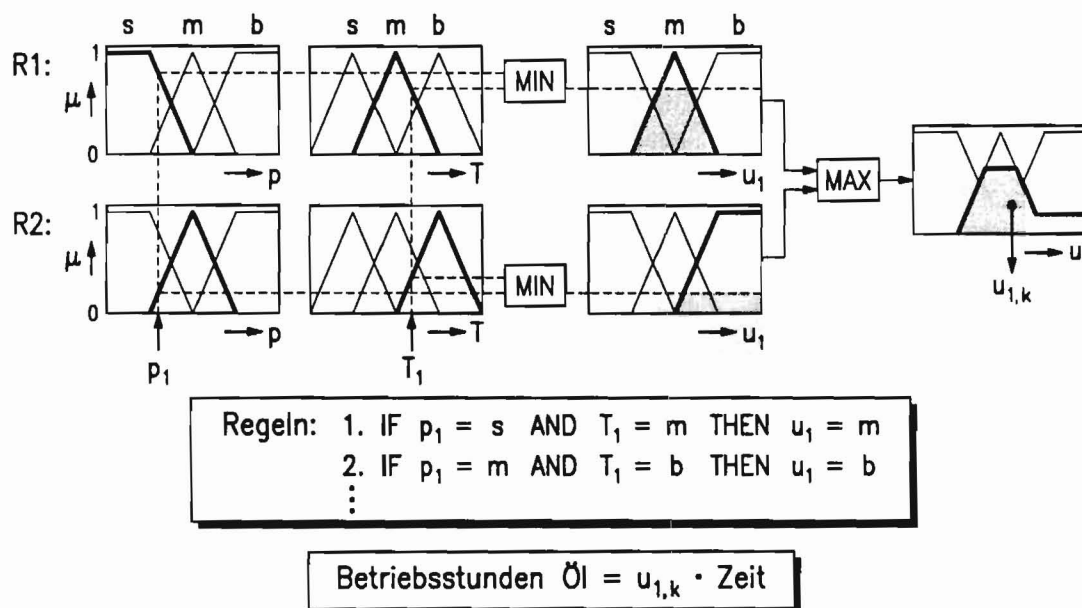 s m b s m b s m b
R1: 1 μ 0 p T MIN u₁
MAX u
R2: 1 μ 0 p T MIN u₁ u₁,ₖ
p₁ T₁
Regeln: 1. IF p₁ = s AND T₁ = m THEN u₁ = m
2. IF p₁ = m AND T₁ = b THEN u₁ = b
⋮
Betriebsstunden Öl = u₁,ₖ · Zeit